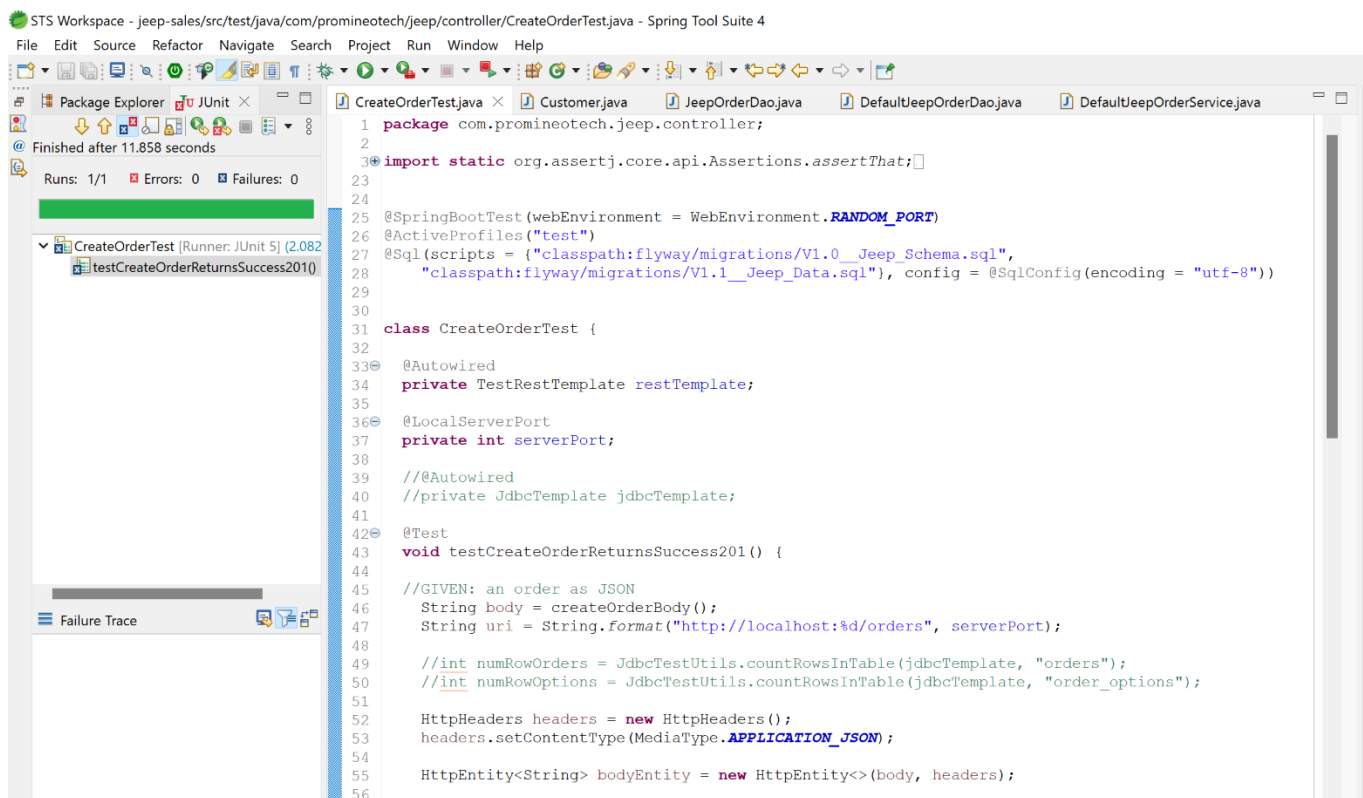 STS Workspace - jeep-sales/src/test/java/com/promineotech/jeep/controller/CreateOrderTest.java - Spring Tool Suite 4
File Edit Source Refactor Navigate Search Project Run Window Help
Package Explorer JUnit
Finished after 11.858 seconds
Runs: 1/1 Errors: 0 Failures: 0
CreateOrderTest [Runner: JUnit 5] (2.082
testCreateOrderReturnsSuccess201()
Failure Trace
CreateOrderTest.java Customer.java JeepOrderDao.java DefaultJeepOrderDao.java DefaultJeepOrderService.java
1 package com.promineotech.jeep.controller;
2
3 import static org.assertj.core.api.Assertions.assertThat;
23
24
25 @SpringBootTest(webEnvironment = WebEnvironment.RANDOM_PORT)
26 @ActiveProfiles("test")
27 @Sql(scripts = {"classpath:flyway/migrations/V1.0__Jeep_Schema.sql",
28 "classpath:flyway/migrations/V1.1__Jeep_Data.sql"}, config = @SqlConfig(encoding = "utf-8"))
29
30
31 class CreateOrderTest {
32
33 @Autowired
34 private TestRestTemplate restTemplate;
35
36 @LocalServerPort
37 private int serverPort;
38
39 //@Autowired
40 //private JdbcTemplate jdbcTemplate;
41
42 @Test
43 void testCreateOrderReturnsSuccess201() {
44
45 //GIVEN: an order as JSON
46 String body = createOrderBody();
47 String uri = String.format("http://localhost:%d/orders", serverPort);
48
49 //int numRowOrders = JdbcTestUtils.countRowsInTable(jdbcTemplate, "orders");
50 //int numRowOptions = JdbcTestUtils.countRowsInTable(jdbcTemplate, "order_options");
51
52 HttpHeaders headers = new HttpHeaders();
53 headers.setContentType(MediaType.APPLICATION_JSON);
54
55 HttpEntity<String> bodyEntity = new HttpEntity<>(body, headers);
56